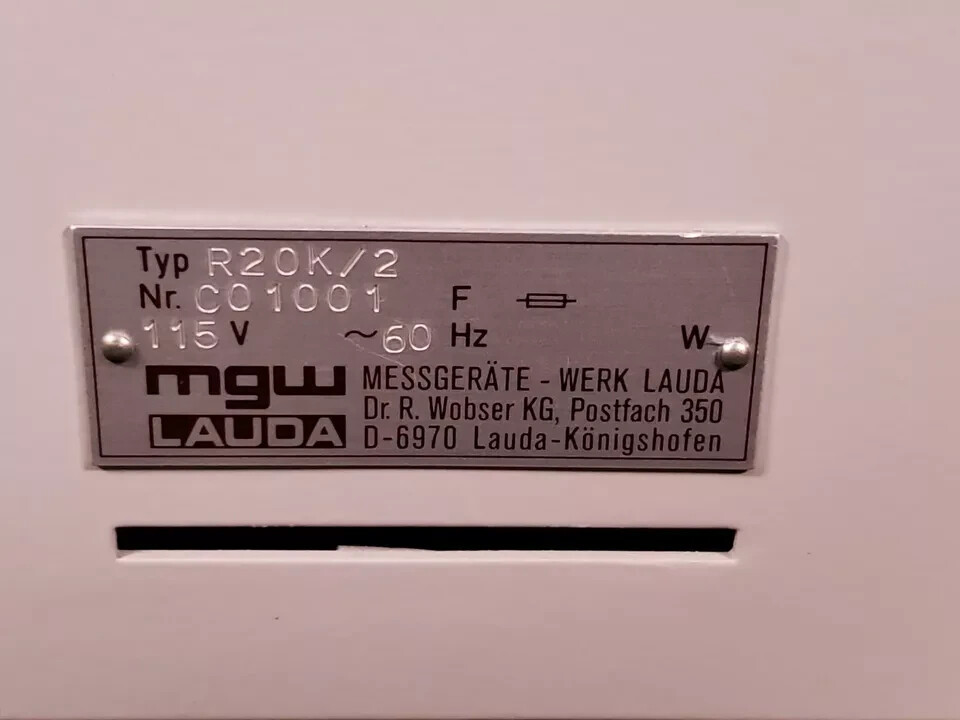 Typ R20K/2
Nr. C01001 F
115 V ~60 Hz W
mgw MESSGERÄTE - WERK LAUDA
LAUDA Dr. R. Wobser KG, Postfach 350
D-6970 Lauda-Königshofen